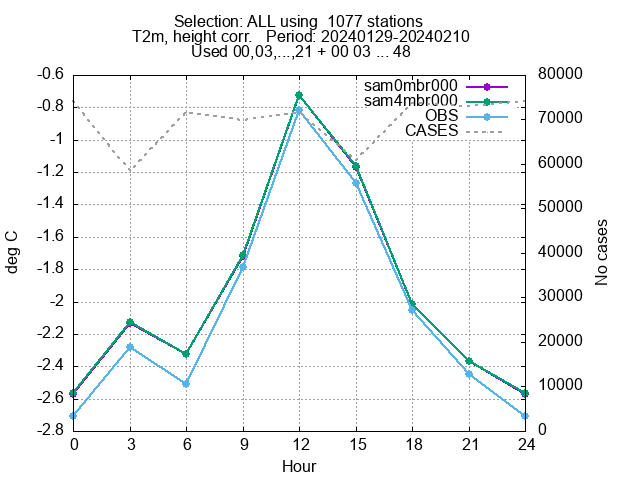 Selection: ALL using  1077 stations
T2m, height corr.   Period: 20240129-20240210
Used 00,03,...,21 + 00 03 ... 48
-0.6
-0.8
-1
-1.2
-1.4
-1.6
-1.8
-2
-2.2
-2.4
-2.6
-2.8
deg C
sam0mbr000
sam4mbr000
OBS
CASES
80000
70000
60000
50000
40000
30000
20000
10000
0
No cases
0 3 6 9 12 15 18 21 24
Hour